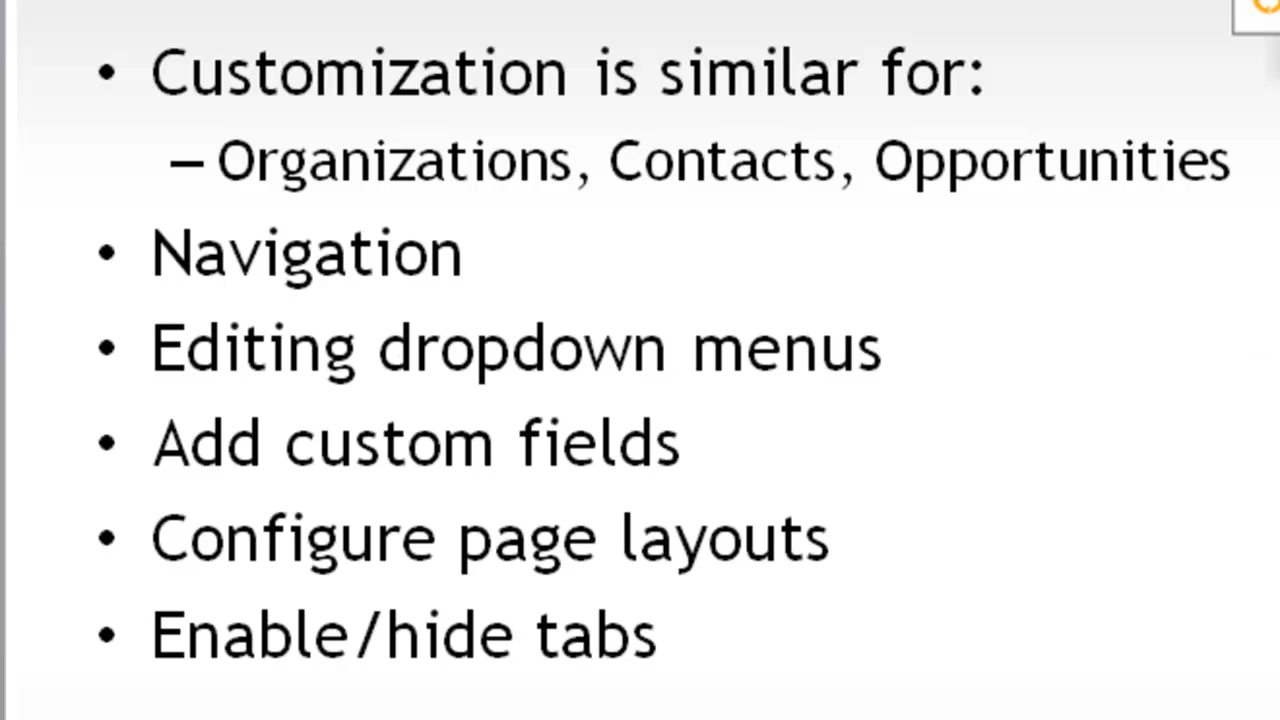 • Customization is similar for:
– Organizations, Contacts, Opportunities
• Navigation
• Editing dropdown menus
• Add custom fields
• Configure page layouts
• Enable/hide tabs